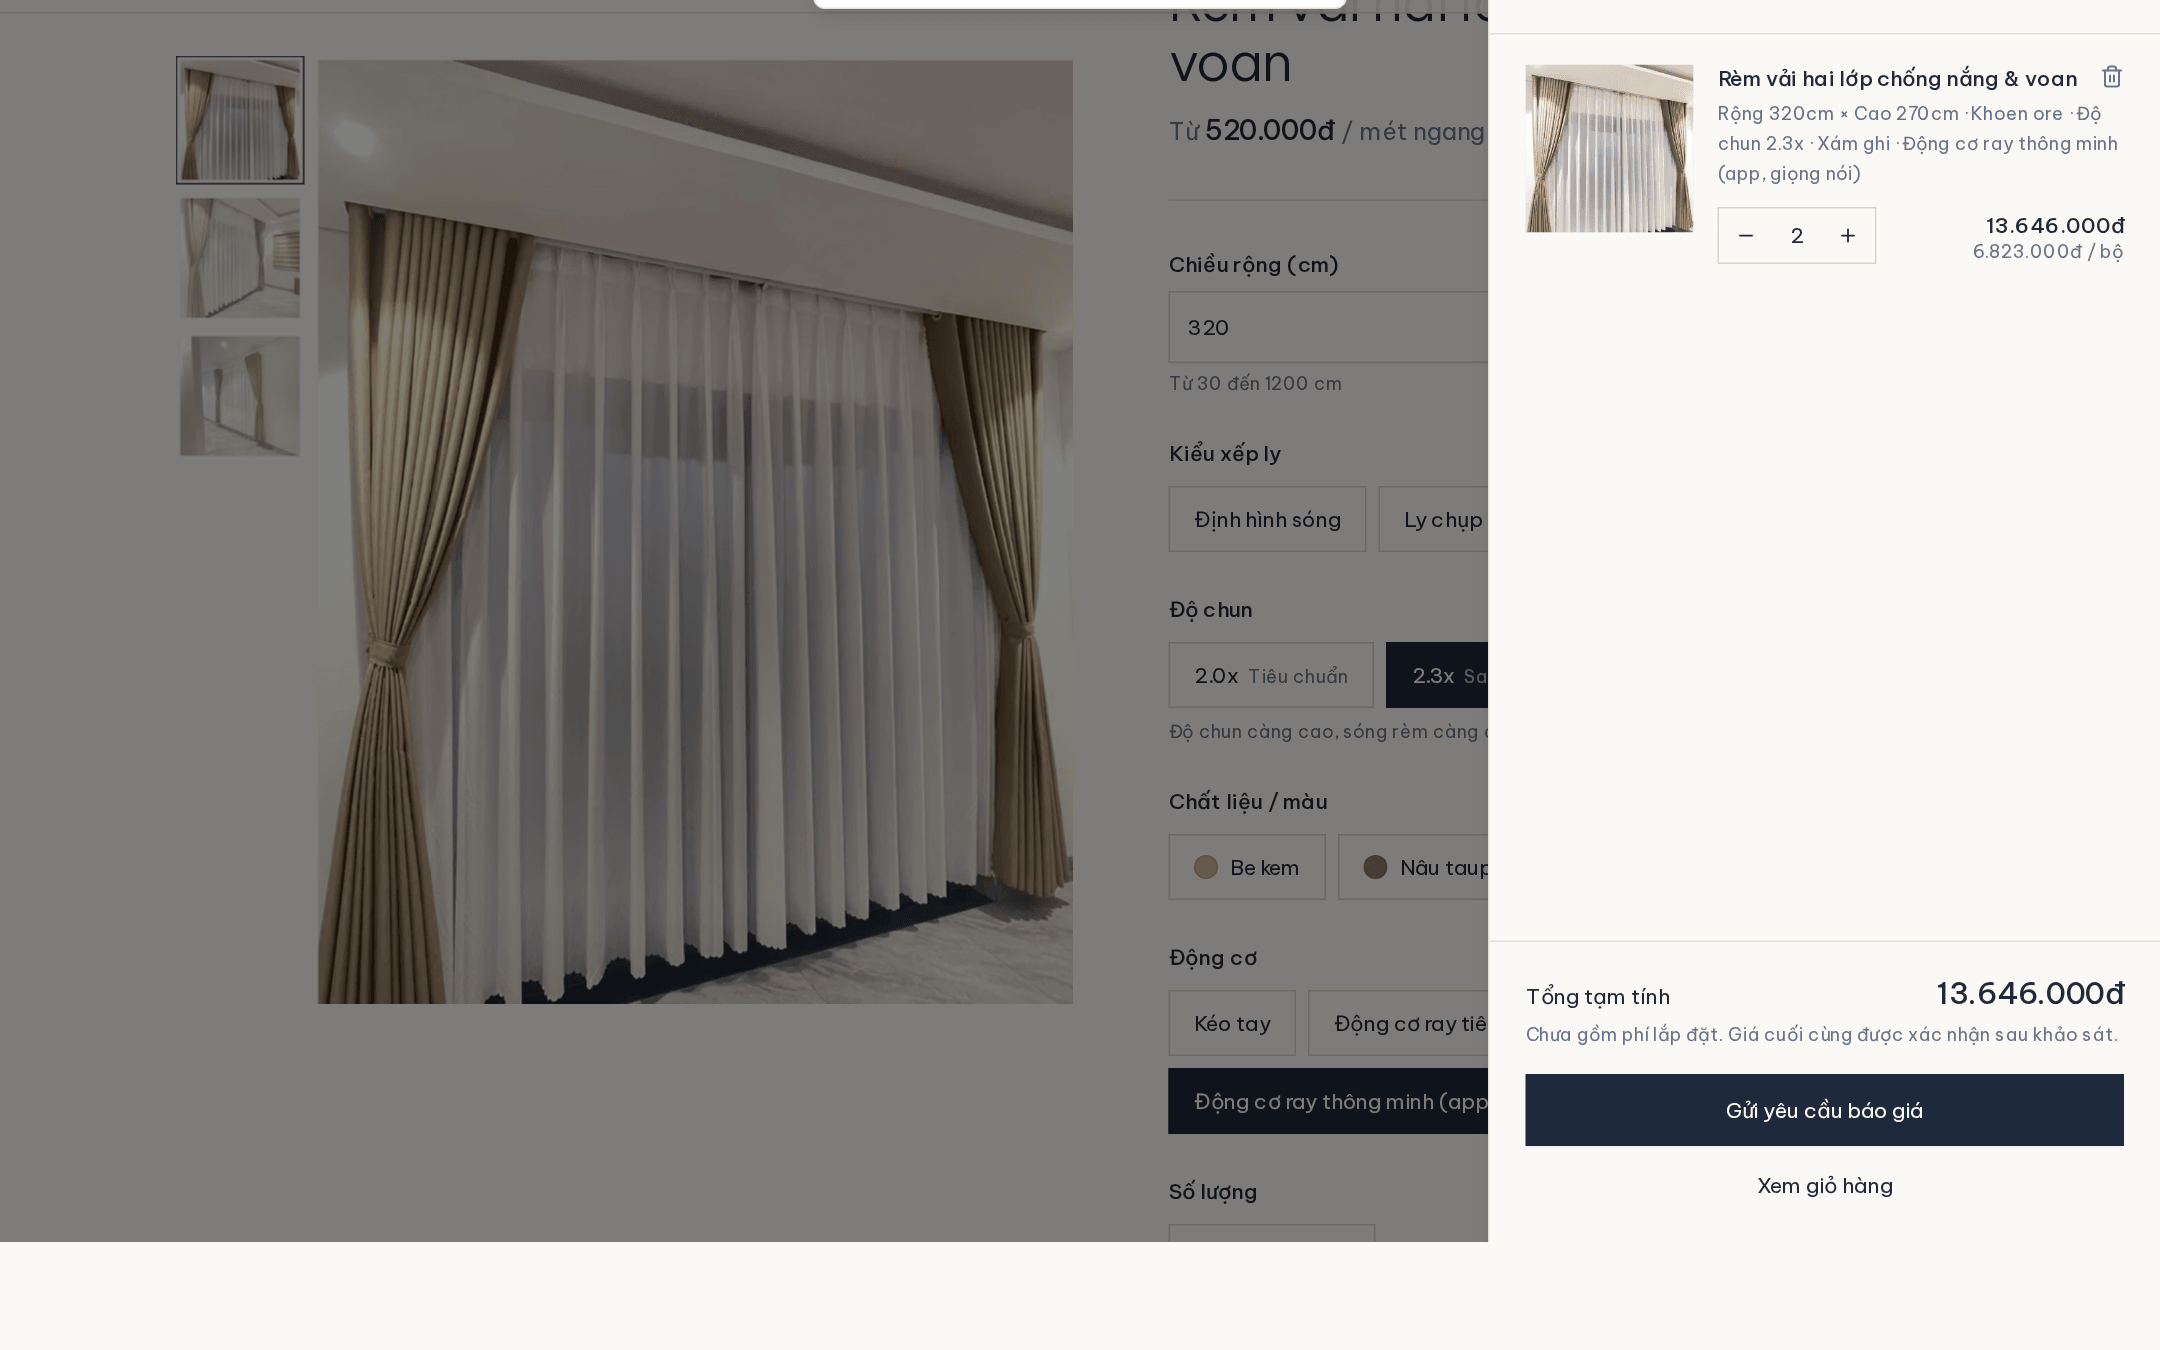 voan
Từ 520.000đ / mét ngang
Chiều rộng (cm)
320
Từ 30 đến 1200 cm
Kiểu xếp ly
Định hình sóng
Ly chụp
Độ chun
2.0x Tiêu chuẩn
2.3x
Độ chun càng cao, sóng rèm càng
Chất liệu / màu
Be kem
Nâu taup
Động cơ
Kéo tay
Động cơ ray tiê
Động cơ ray thông minh (app
Số lượng
Rèm vải hai lớp chống nắng & voan
Rộng 320cm × Cao 270cm · Khoen ore · Độ
chun 2.3x · Xám ghi · Động cơ ray thông minh
(app, giọng nói)
2
13.646.000đ
6.823.000đ / bộ
Tổng tạm tính
13.646.000đ
Chưa gồm phí lắp đặt. Giá cuối cùng được xác nhận sau khảo sát.
Gửi yêu cầu báo giá
Xem giỏ hàng